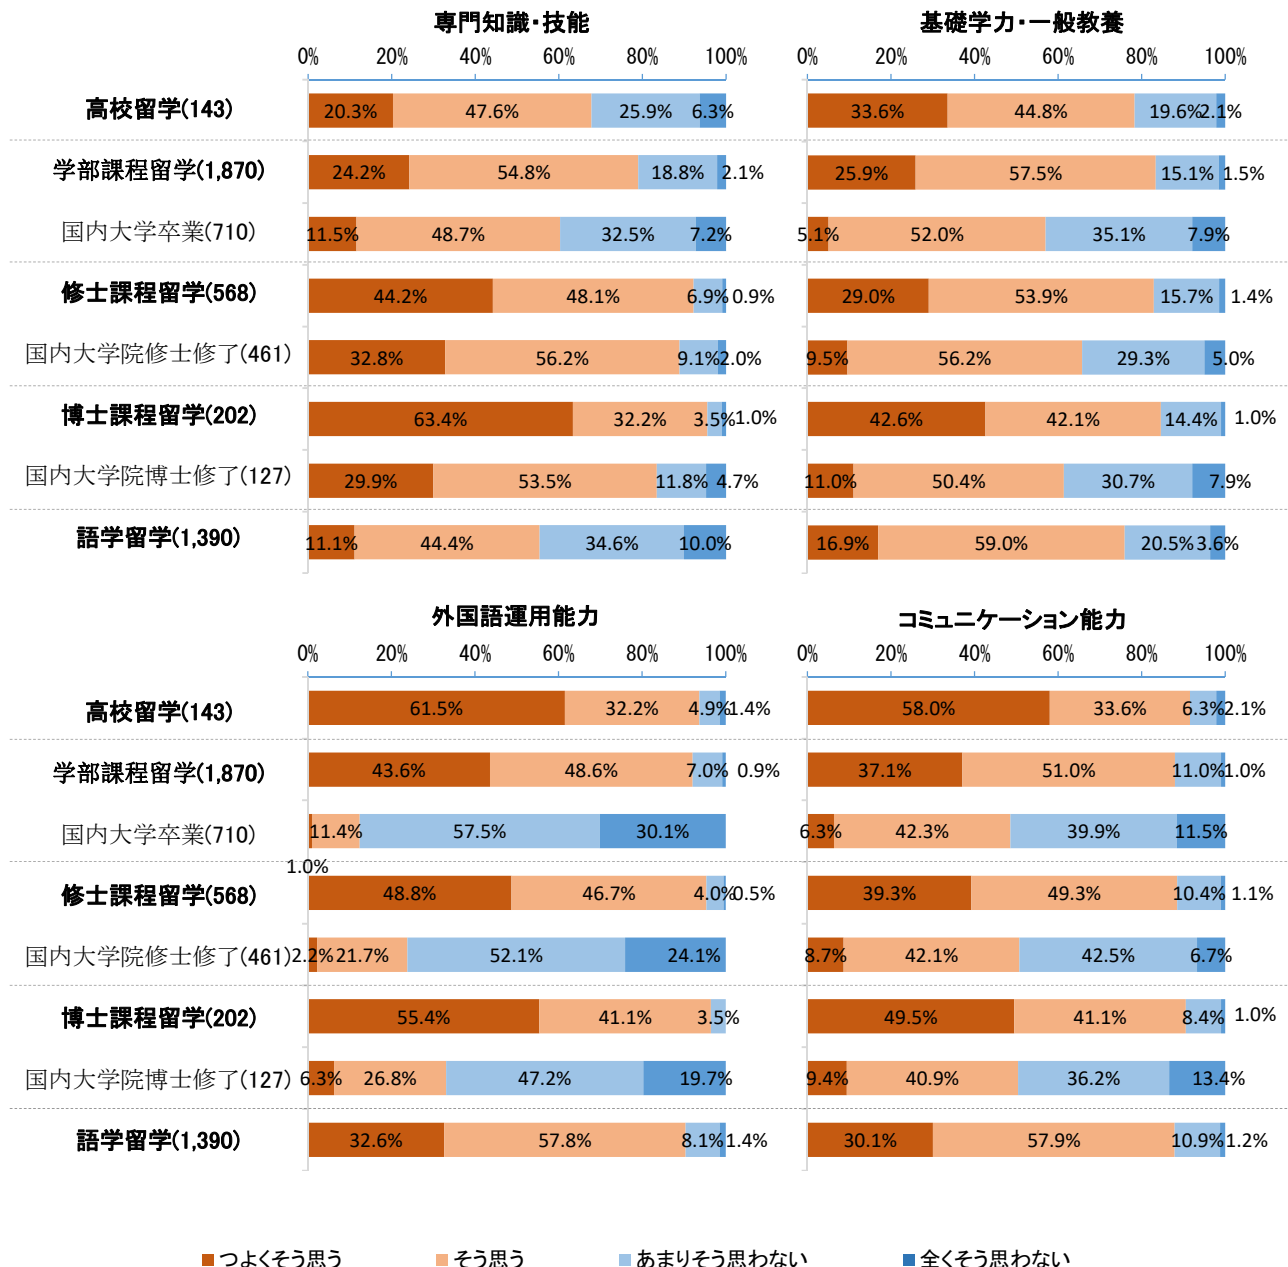 専門知識・技能 基礎学力・一般教養
0% 20% 40% 60% 80% 100% 0% 20% 40% 60% 80% 100%
高校留学(143) 20.3% 47.6% 25.9% 6.3% 33.6% 44.8% 19.6% 2.1%
学部課程留学(1,870) 24.2% 54.8% 18.8% 2.1% 25.9% 57.5% 15.1% 1.5%
国内大学卒業(710) 11.5% 48.7% 32.5% 7.2% 5.1% 52.0% 35.1% 7.9%
修士課程留学(568) 44.2% 48.1% 6.9% 0.9% 29.0% 53.9% 15.7% 1.4%
国内大学院修士修了(461) 32.8% 56.2% 9.1% 2.0% 9.5% 56.2% 29.3% 5.0%
博士課程留学(202) 63.4% 32.2% 3.5% 1.0% 42.6% 42.1% 14.4% 1.0%
国内大学院博士修了(127) 29.9% 53.5% 11.8% 4.7% 11.0% 50.4% 30.7% 7.9%
語学留学(1,390) 11.1% 44.4% 34.6% 10.0% 16.9% 59.0% 20.5% 3.6%
外国語運用能力 コミュニケーション能力
0% 20% 40% 60% 80% 100% 0% 20% 40% 60% 80% 100%
高校留学(143) 61.5% 32.2% 4.9% 1.4% 58.0% 33.6% 6.3% 2.1%
学部課程留学(1,870) 43.6% 48.6% 7.0% 0.9% 37.1% 51.0% 11.0% 1.0%
国内大学卒業(710) 11.4% 57.5% 30.1% 6.3% 42.3% 39.9% 11.5%
1.0%
修士課程留学(568) 48.8% 46.7% 4.0% 0.5% 39.3% 49.3% 10.4% 1.1%
国内大学院修士修了(461) 2.2% 21.7% 52.1% 24.1% 8.7% 42.1% 42.5% 6.7%
博士課程留学(202) 55.4% 41.1% 3.5% 49.5% 41.1% 8.4% 1.0%
国内大学院博士修了(127) 6.3% 26.8% 47.2% 19.7% 9.4% 40.9% 36.2% 13.4%
語学留学(1,390) 32.6% 57.8% 8.1% 1.4% 30.1% 57.9% 10.9% 1.2%
つよくそう思う そう思う あまりそう思わない 全くそう思わない